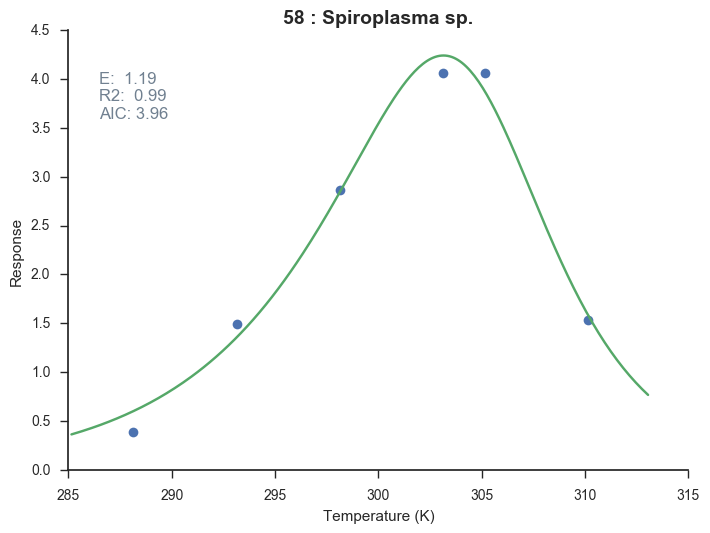 58 : Spiroplasma sp.
E: 1.19
R2: 0.99
AIC: 3.96
Response
4.5
4.0
3.5
3.0
2.5
2.0
1.5
1.0
0.5
0.0
285 290 295 300 305 310 315
Temperature (K)